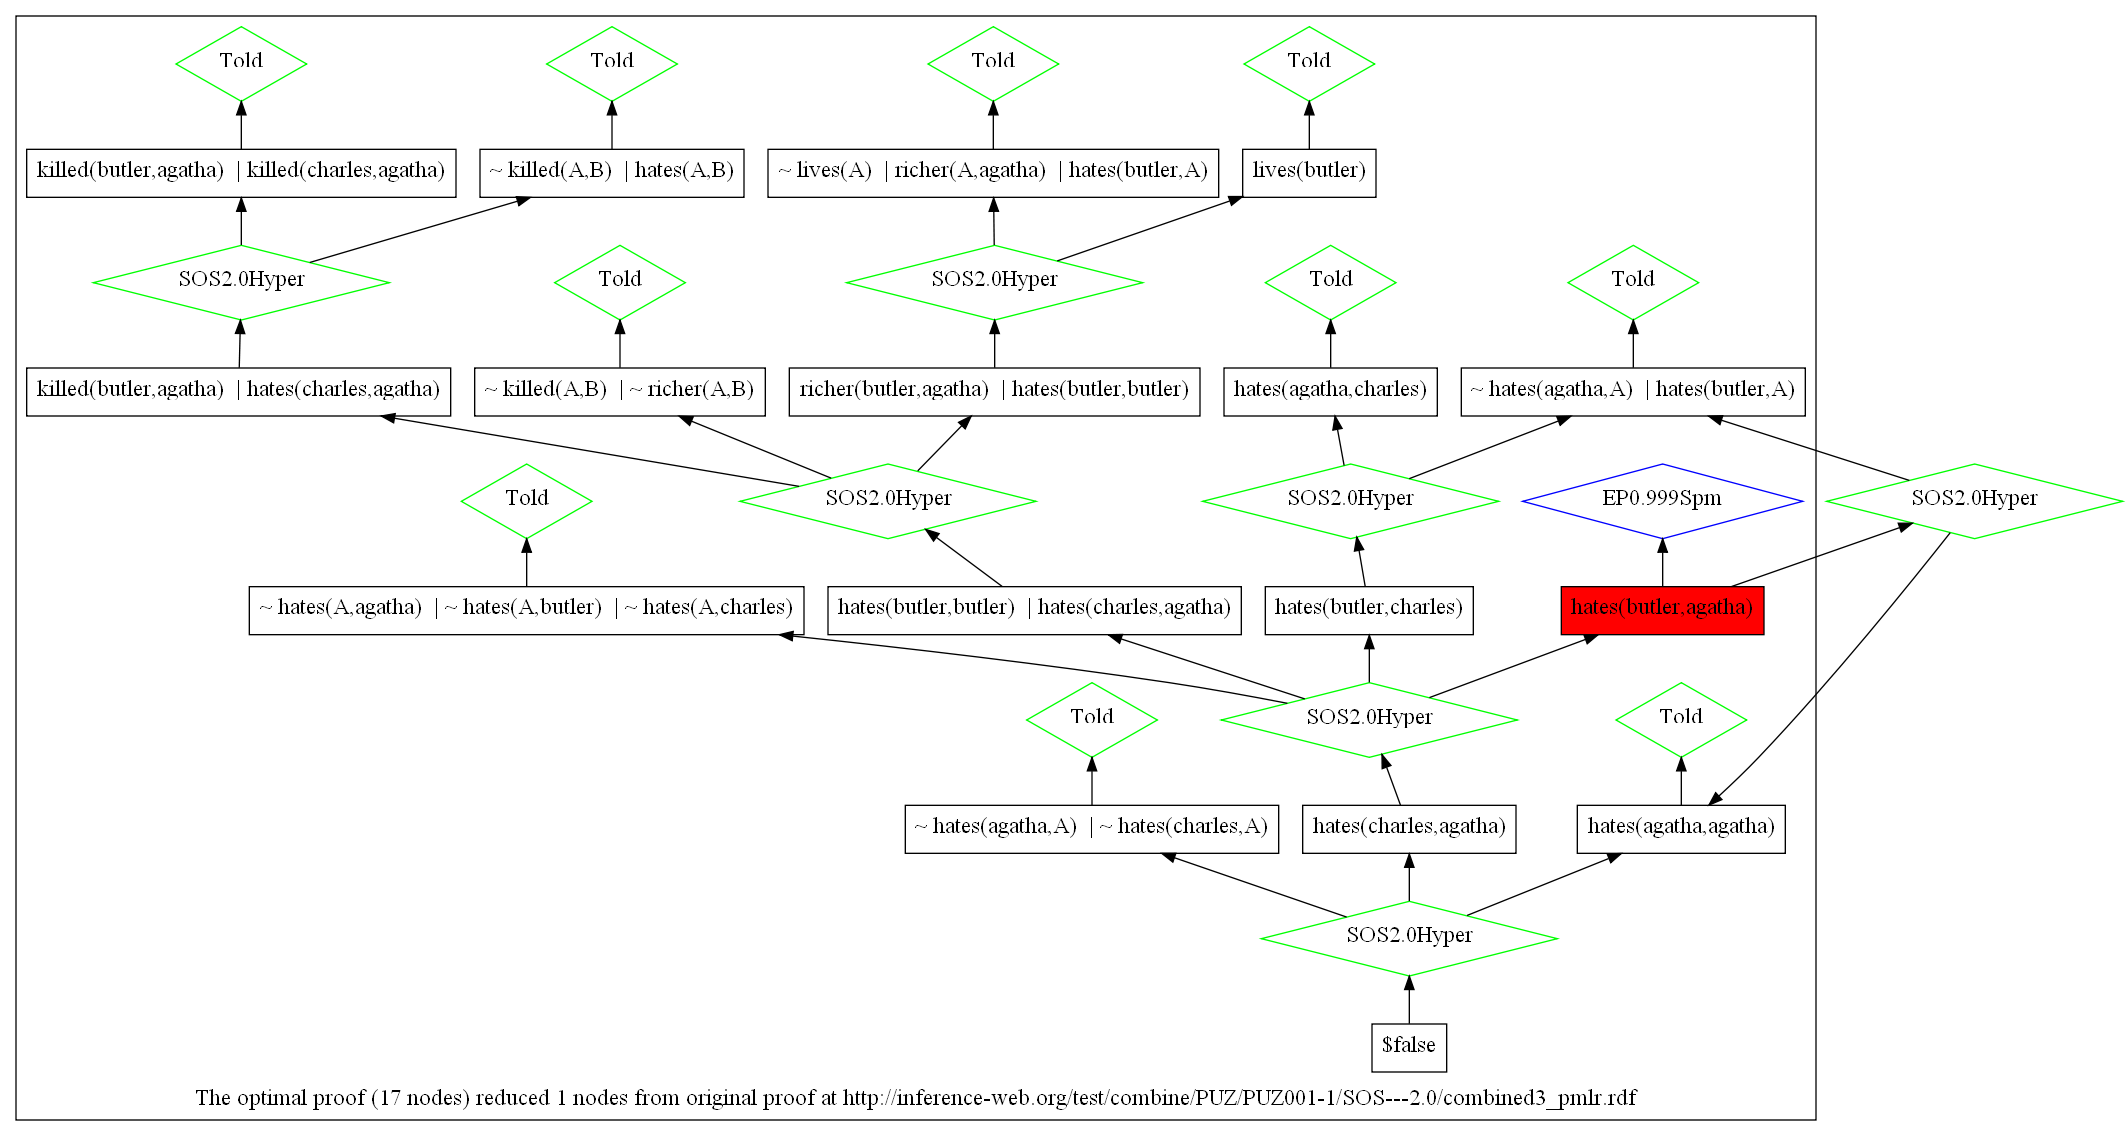 Told
Told
Told
Told
killed(butler,agatha) | killed(charles,agatha)
~ killed(A,B) | hates(A,B)
~ lives(A) | richer(A,agatha) | hates(butler,A)
lives(butler)
SOS2.0Hyper
Told
SOS2.0Hyper
Told
Told
killed(butler,agatha) | hates(charles,agatha)
~ killed(A,B) | ~ richer(A,B)
richer(butler,agatha) | hates(butler,butler)
hates(agatha,charles)
~ hates(agatha,A) | hates(butler,A)
Told
SOS2.0Hyper
SOS2.0Hyper
EP0.999Spm
SOS2.0Hyper
~ hates(A,agatha) | ~ hates(A,butler) | ~ hates(A,charles)
hates(butler,butler) | hates(charles,agatha)
hates(butler,charles)
hates(butler,agatha)
Told
SOS2.0Hyper
Told
~ hates(agatha,A) | ~ hates(charles,A)
hates(charles,agatha)
hates(agatha,agatha)
SOS2.0Hyper
$false
The optimal proof (17 nodes) reduced 1 nodes from original proof at http://inference-web.org/test/combine/PUZ/PUZ001-1/SOS---2.0/combined3_pmlr.rdf